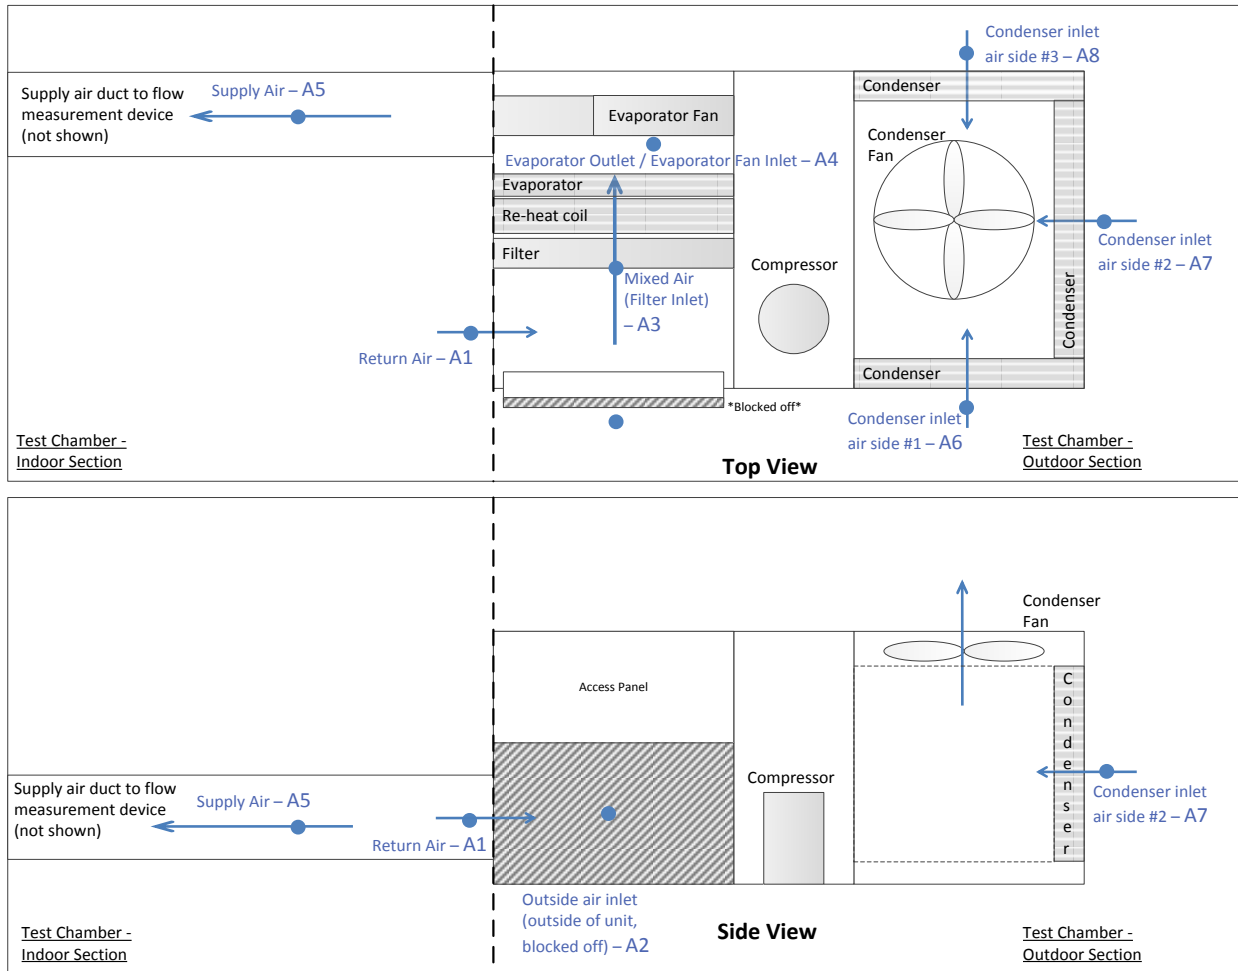 Condenser inlet
air side #3 – A8
Supply air duct to flow
measurement device
(not shown)
Supply Air – A5
Evaporator Fan
Condenser
Condenser
Fan
Evaporator Outlet / Evaporator Fan Inlet – A4
Evaporator
Re-heat coil
Filter
Mixed Air
(Filter Inlet)
– A3
Compressor
Condenser inlet
air side #2 – A7
Condenser
Return Air – A1
Condenser
*Blocked off*
Condenser inlet
air side #1 – A6
Test Chamber -
Indoor Section
Top View
Test Chamber -
Outdoor Section
Condenser
Fan
Access Panel
Condenser
Supply air duct to flow
measurement device
(not shown)
Supply Air – A5
Return Air – A1
Compressor
Condenser inlet
air side #2 – A7
Outside air inlet
(outside of unit,
blocked off) – A2
Test Chamber -
Indoor Section
Side View
Test Chamber -
Outdoor Section